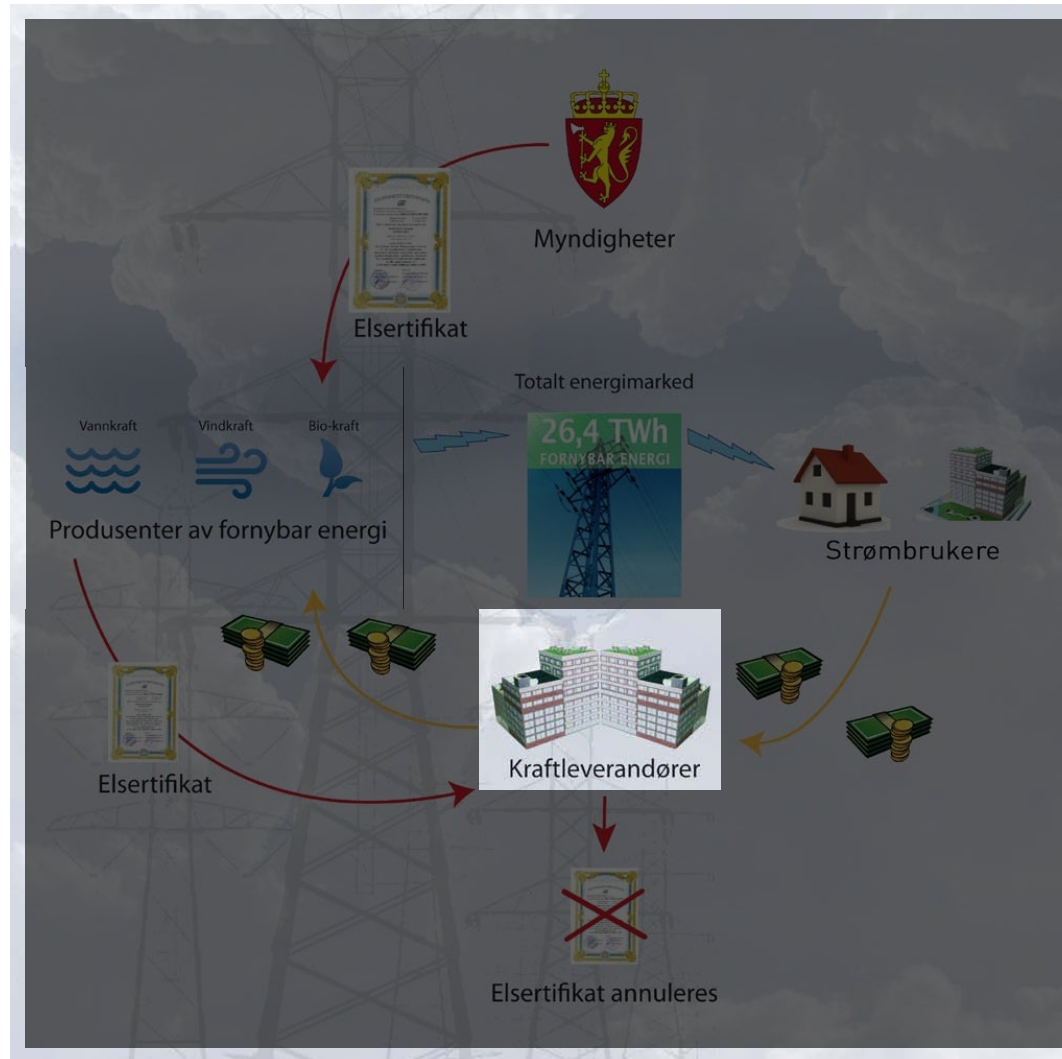 Myndigheter
Elsertifikat
Totalt energimarked
Vannkraft
Vindkraft
Bio-kraft
26,4 TWh
FORNYBAR ENERGI
Produsenter av fornybar energi
Strømbrukere
Elsertifikat
Kraftleverandører
Elsertifikat annuleres